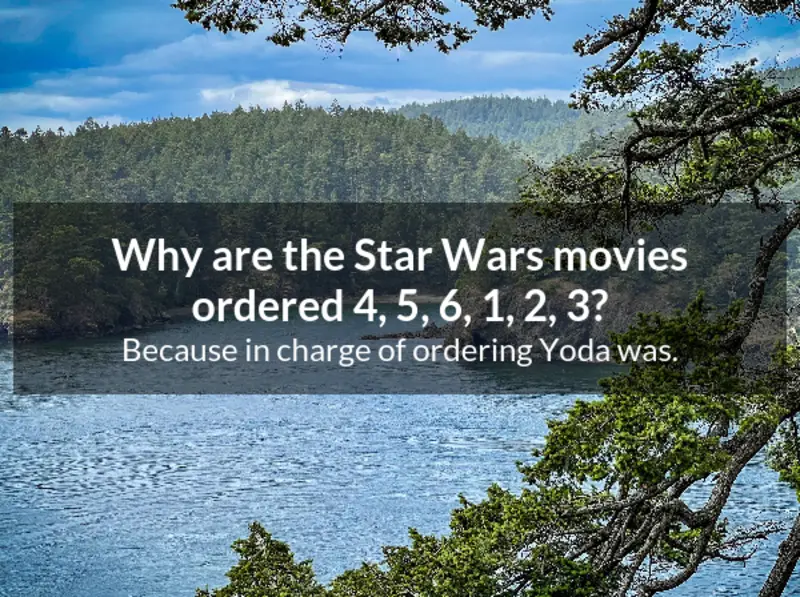 Why are the Star Wars movies
ordered 4, 5, 6, 1, 2, 3?
Because in charge of ordering Yoda was.